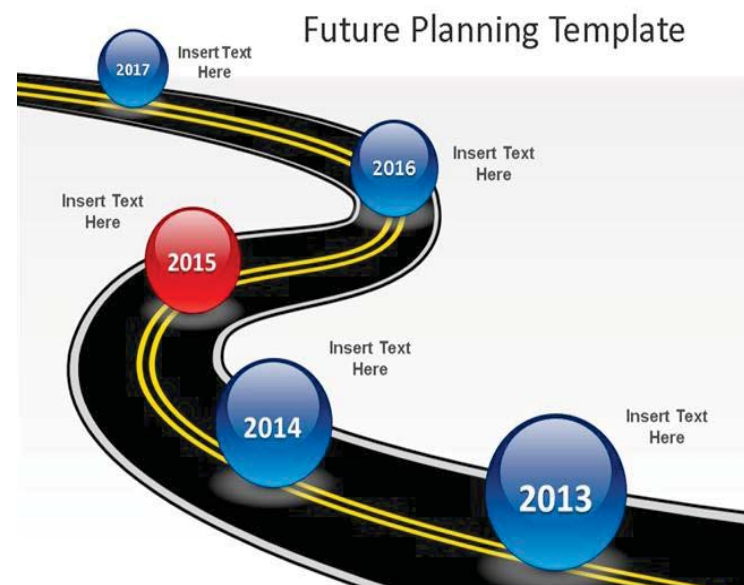 Future Planning Template
2017
Insert Text
Here
2016
Insert Text
Here
Insert Text
Here
2015
Insert Text
Here
2014
Insert Text
Here
2013